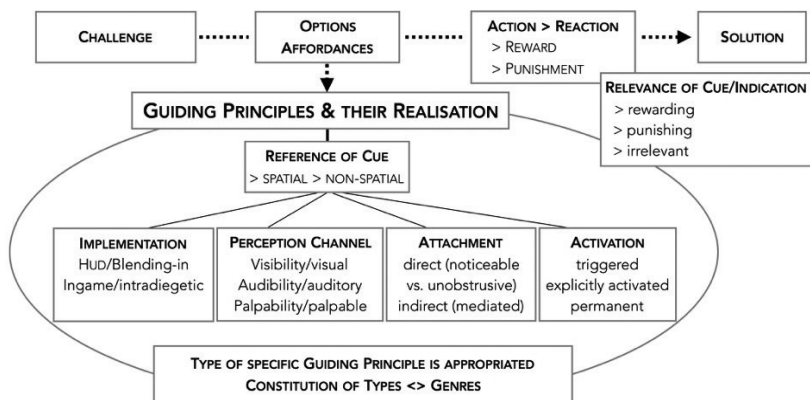 CHALLENGE
OPTIONS
AFFORDANCES
ACTION > REACTION
> REWARD
> PUNISHMENT
SOLUTION
RELEVANCE OF CUE/INDICATION
> rewarding
> punishing
> irrelevant
GUIDING PRINCIPLES & THEIR REALISATION
REFERENCE OF CUE
> SPATIAL > NON-SPATIAL
IMPLEMENTATION
HUD/Blending-in
Ingame/intradiegetic
PERCEPTION CHANNEL
Visibility/visual
Audibility/auditory
Palpability/palpable
ATTACHMENT
direct (noticeable
vs. unobstrusive)
indirect (mediated)
ACTIVATION
triggered
explicitly activated
permanent
TYPE OF SPECIFIC GUIDING PRINCIPLE IS APPROPRIATED
CONSTITUTION OF TYPES <> GENRES